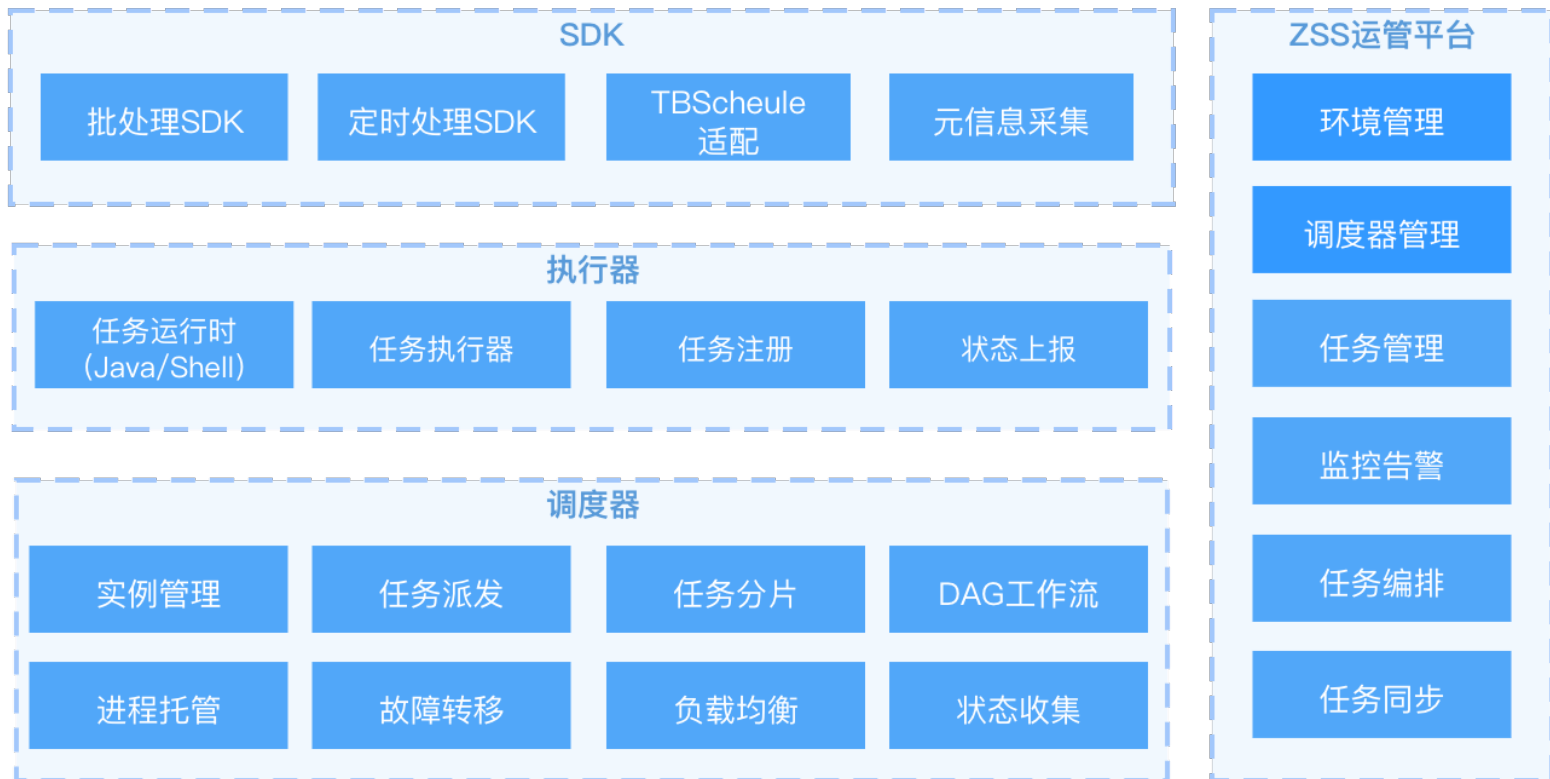 SDK
批处理SDK
定时处理SDK
TBScheule
适配
元信息采集
执行器
任务运行时
(Java/Shell)
任务执行器
任务注册
状态上报
调度器
实例管理
任务派发
任务分片
DAG工作流
进程托管
故障转移
负载均衡
状态收集
ZSS运管平台
环境管理
调度器管理
任务管理
监控告警
任务编排
任务同步